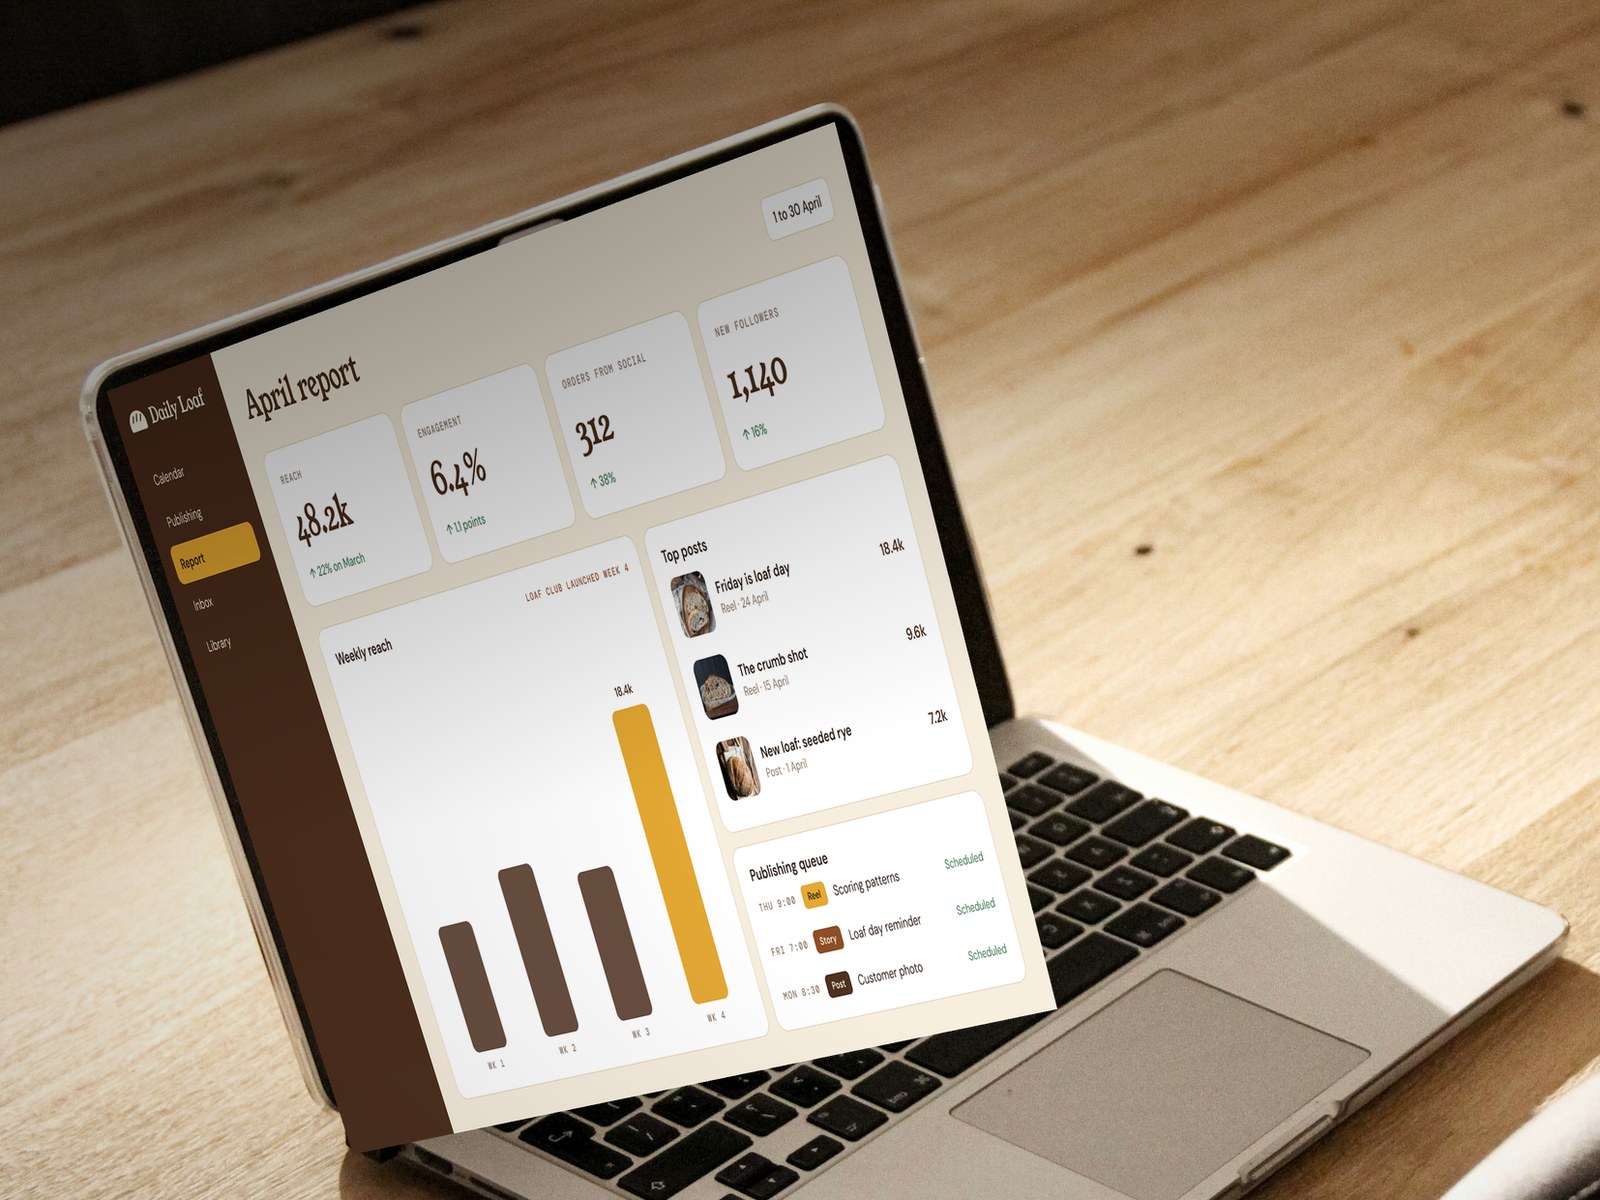 Daily Loaf
Calendar
Publishing
Report
Inbox
Library
April report
1 to 30 April
REACH
48.2k
↑ 22% on March
ENGAGEMENT
6.4%
↑ 1.1 points
ORDERS FROM SOCIAL
312
↑ 38%
NEW FOLLOWERS
1,140
↑ 16%
Weekly reach
LOAF CLUB LAUNCHED WEEK 4
18.4k
WK 1
WK 2
WK 3
WK 4
Top posts
Friday is loaf day
Reel · 24 April
18.4k
The crumb shot
Reel · 15 April
9.6k
New loaf: seeded rye
Post · 1 April
7.2k
Publishing queue
THU 9:00 Reel Scoring patterns Scheduled
FRI 7:00 Story Loaf day reminder Scheduled
MON 8:30 Post Customer photo Scheduled